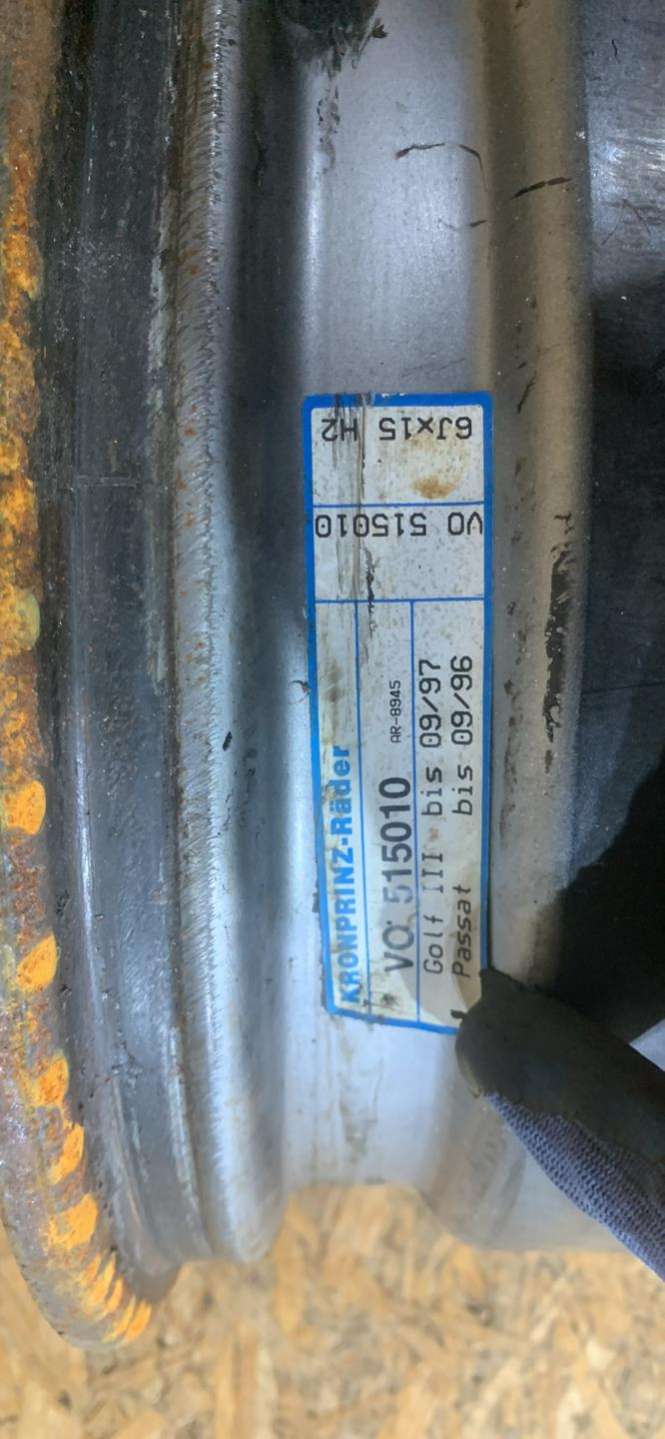 6Jx15 H2
VO 515010
KRONPRINZ-Räder
VO 515010 AR-8945
Golf III bis 09/97
Passat bis 09/96